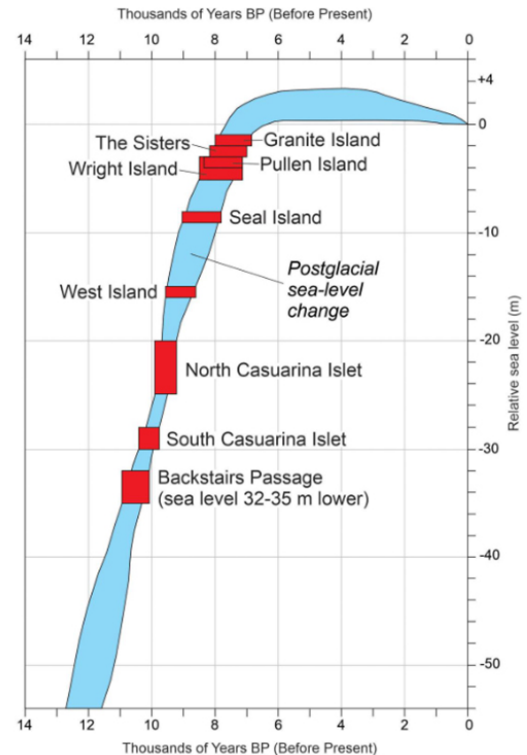 Thousands of Years BP (Before Present)
14 12 10 8 6 4 2 0
+4
0
The Sisters
Granite Island
Wright Island
Pullen Island
-10
Seal Island
Postglacial
sea-level
change
West Island
-20
North Casuarina Islet
-30
South Casuarina Islet
Backstairs Passage
(sea level 32-35 m lower)
-40
-50
Relative sea level (m)
14 12 10 8 6 4 2 0
Thousands of Years BP (Before Present)